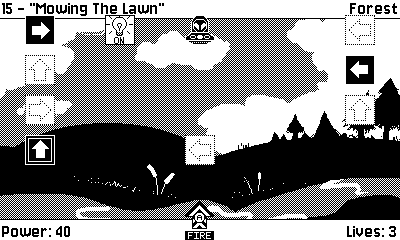 15 - "Mowing The Lawn" Forest
ON
A
FIRE
Power: 40 Lives: 3